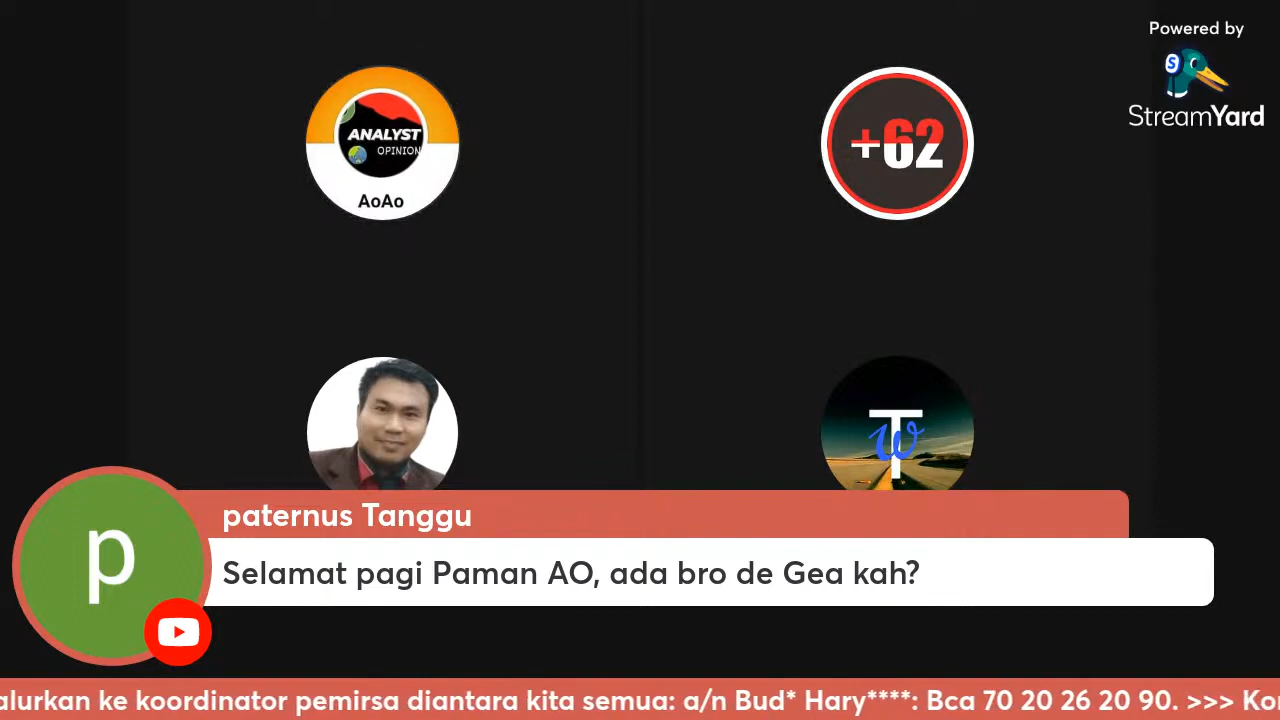 Powered by
S
StreamYard
ANALYST
OPINION
AoAo
+62
Tw
p
paternus Tanggu
Selamat pagi Paman AO, ada bro de Gea kah?
alurkan ke koordinator pemirsa diantara kita semua: a/n Bud* Hary****: Bca 70 20 26 20 90. >>>